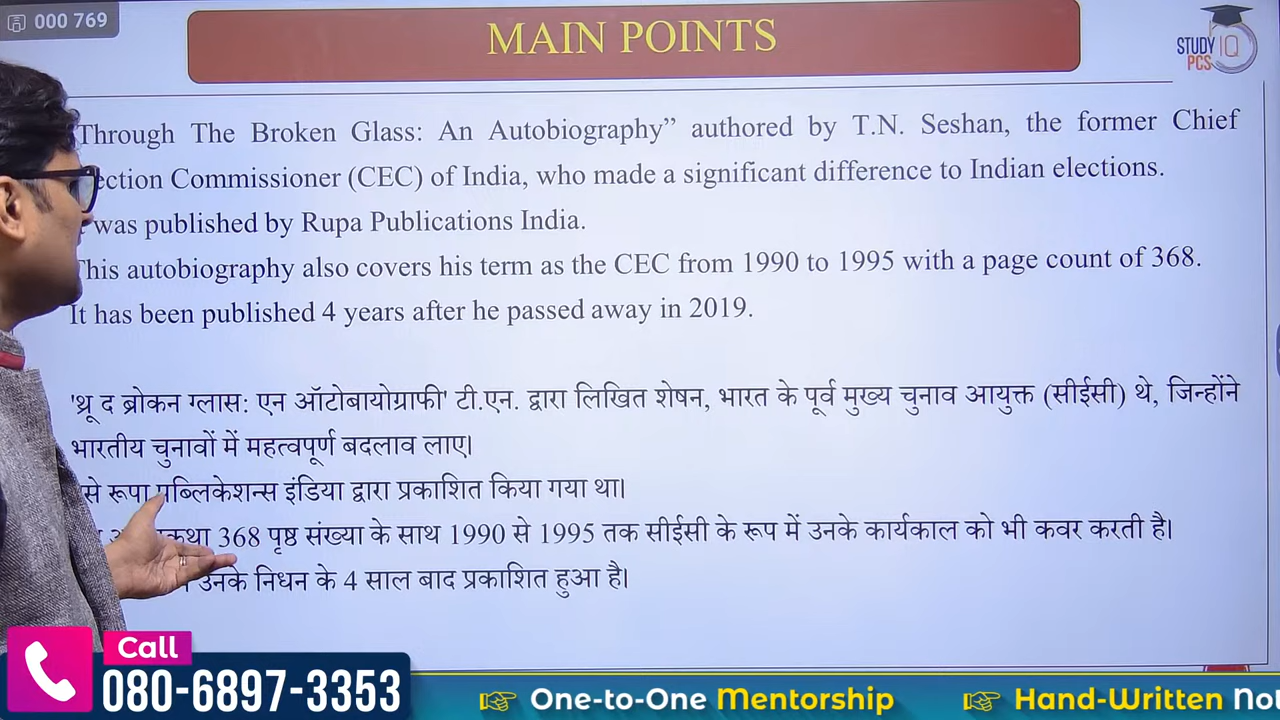 000 769
MAIN POINTS
STUDY IQ
PCS
Through The Broken Glass: An Autobiography” authored by T.N. Seshan, the former Chief
Commissioner (CEC) of India, who made a significant difference to Indian elections.
was published by Rupa Publications India.
This autobiography also covers his term as the CEC from 1990 to 1995 with a page count of 368.
It has been published 4 years after he passed away in 2019.
'थ्रू द ब्रोकन ग्लास: एन ऑटोबायोग्राफी' टी.एन. द्वारा लिखित शेषन, भारत के पूर्व मुख्य चुनाव आयुक्त (सीईसी) थे, जिन्होंने
भारतीय चुनावों में महत्वपूर्ण बदलाव लाए।
रूपा पब्लिकेशन्स इंडिया द्वारा प्रकाशित किया गया था।
368 पृष्ठ संख्या के साथ 1990 से 1995 तक सीईसी के रूप में उनके कार्यकाल को भी कवर करती है।
उनके निधन के 4 साल बाद प्रकाशित हुआ है।
Call
080-6897-3353
One-to-One Mentorship
Hand-Written